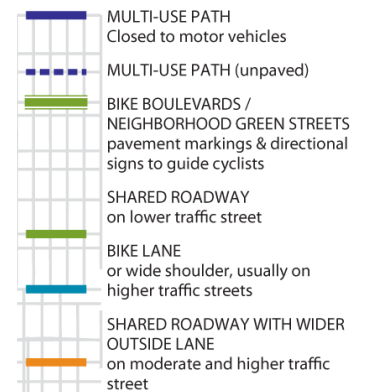 MULTI-USE PATH
Closed to motor vehicles
MULTI-USE PATH (unpaved)
BIKE BOULEVARDS /
NEIGHBORHOOD GREEN STREETS
pavement markings & directional
signs to guide cyclists
SHARED ROADWAY
on lower traffic street
BIKE LANE
or wide shoulder, usually on
higher traffic streets
SHARED ROADWAY WITH WIDER
OUTSIDE LANE
on moderate and higher traffic
street